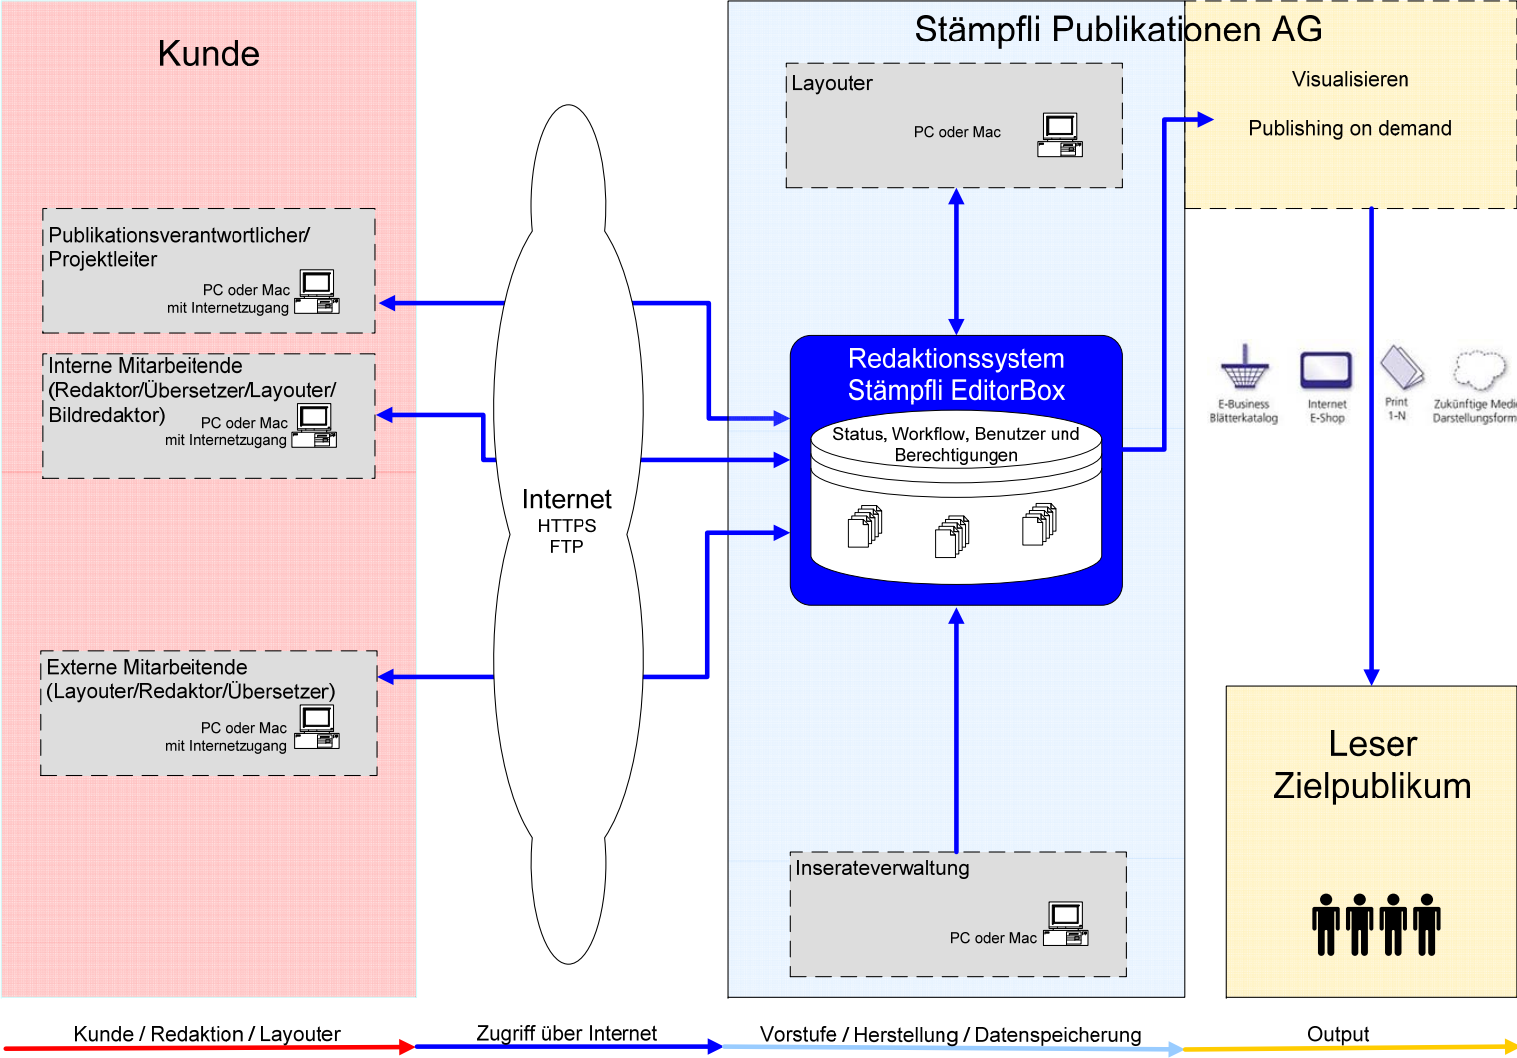 Kunde
Stämpfli Publikationen AG
Publikationsverantwortlicher/
Projektleiter
PC oder Mac
mit Internetzugang
Interne Mitarbeitende
(Redaktor/Übersetzer/Layouter/
Bildredaktor)
PC oder Mac
mit Internetzugang
Externe Mitarbeitende
(Layouter/Redaktor/Übersetzer)
PC oder Mac
mit Internetzugang
Internet
HTTPS
FTP
Layouter
PC oder Mac
Redaktionssystem
Stämpfli EditorBox
Status, Workflow, Benutzer und
Berechtigungen
Inserateverwaltung
PC oder Mac
Visualisieren
Publishing on demand
E-Business
Blätterkatalog
Internet
E-Shop
Print
1-N
Zukünftige Medi
Darstellungsform
Leser
Zielpublikum
Kunde / Redaktion / Layouter
Zugriff über Internet
Vorstufe / Herstellung / Datenspeicherung
Output